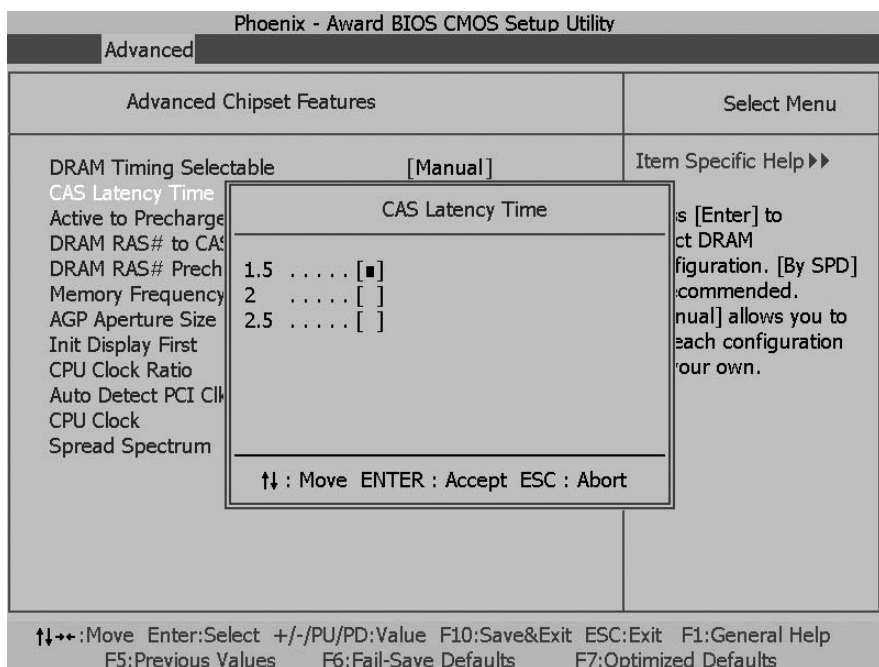 Phoenix - Award BIOS CMOS Setup Utility
Advanced
Advanced Chipset Features
Select Menu
DRAM Timing Selectable [Manual]
CAS Latency Time
Active to Precharge
DRAM RAS# to CAS
DRAM RAS# Prech
Memory Frequency
AGP Aperture Size
Init Display First
CPU Clock Ratio
Auto Detect PCI Clk
CPU Clock
Spread Spectrum
CAS Latency Time
1.5 .....[∎]
2 .....[ ]
2.5 .....[ ]
↑↓ : Move ENTER : Accept ESC : Abort
Item Specific Help▸▸
[Enter] to
DRAM
[By SPD]
allows you to
each configuration
own.
↑↓→←:Move Enter:Select +/-/PU/PD:Value F10:Save&Exit ESC:Exit F1:General Help
F5:Previous Values F6:Fail-Save Defaults F7:Optimized Defaults